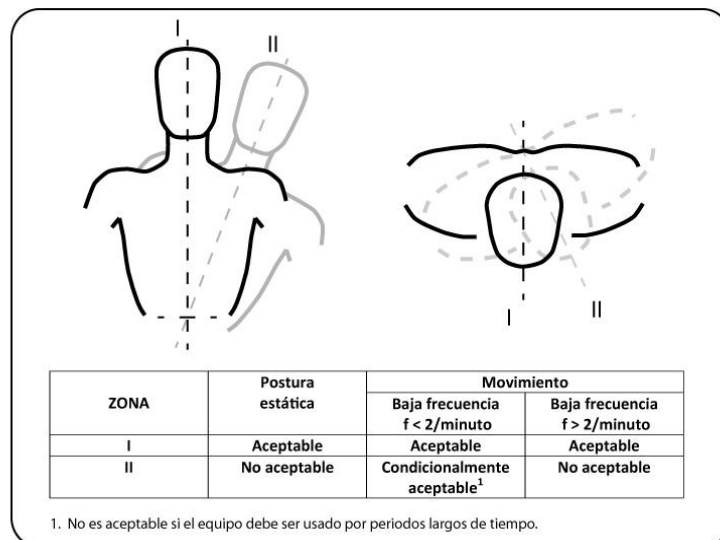 I
II
I
II
ZONA
Postura
estática
Movimiento
Baja frecuencia
f < 2/minuto
Baja frecuencia
f > 2/minuto
I
Aceptable
Aceptable
Aceptable
II
No aceptable
Condicionalmente
aceptable¹
No aceptable
1. No es aceptable si el equipo debe ser usado por periodos largos de tiempo.